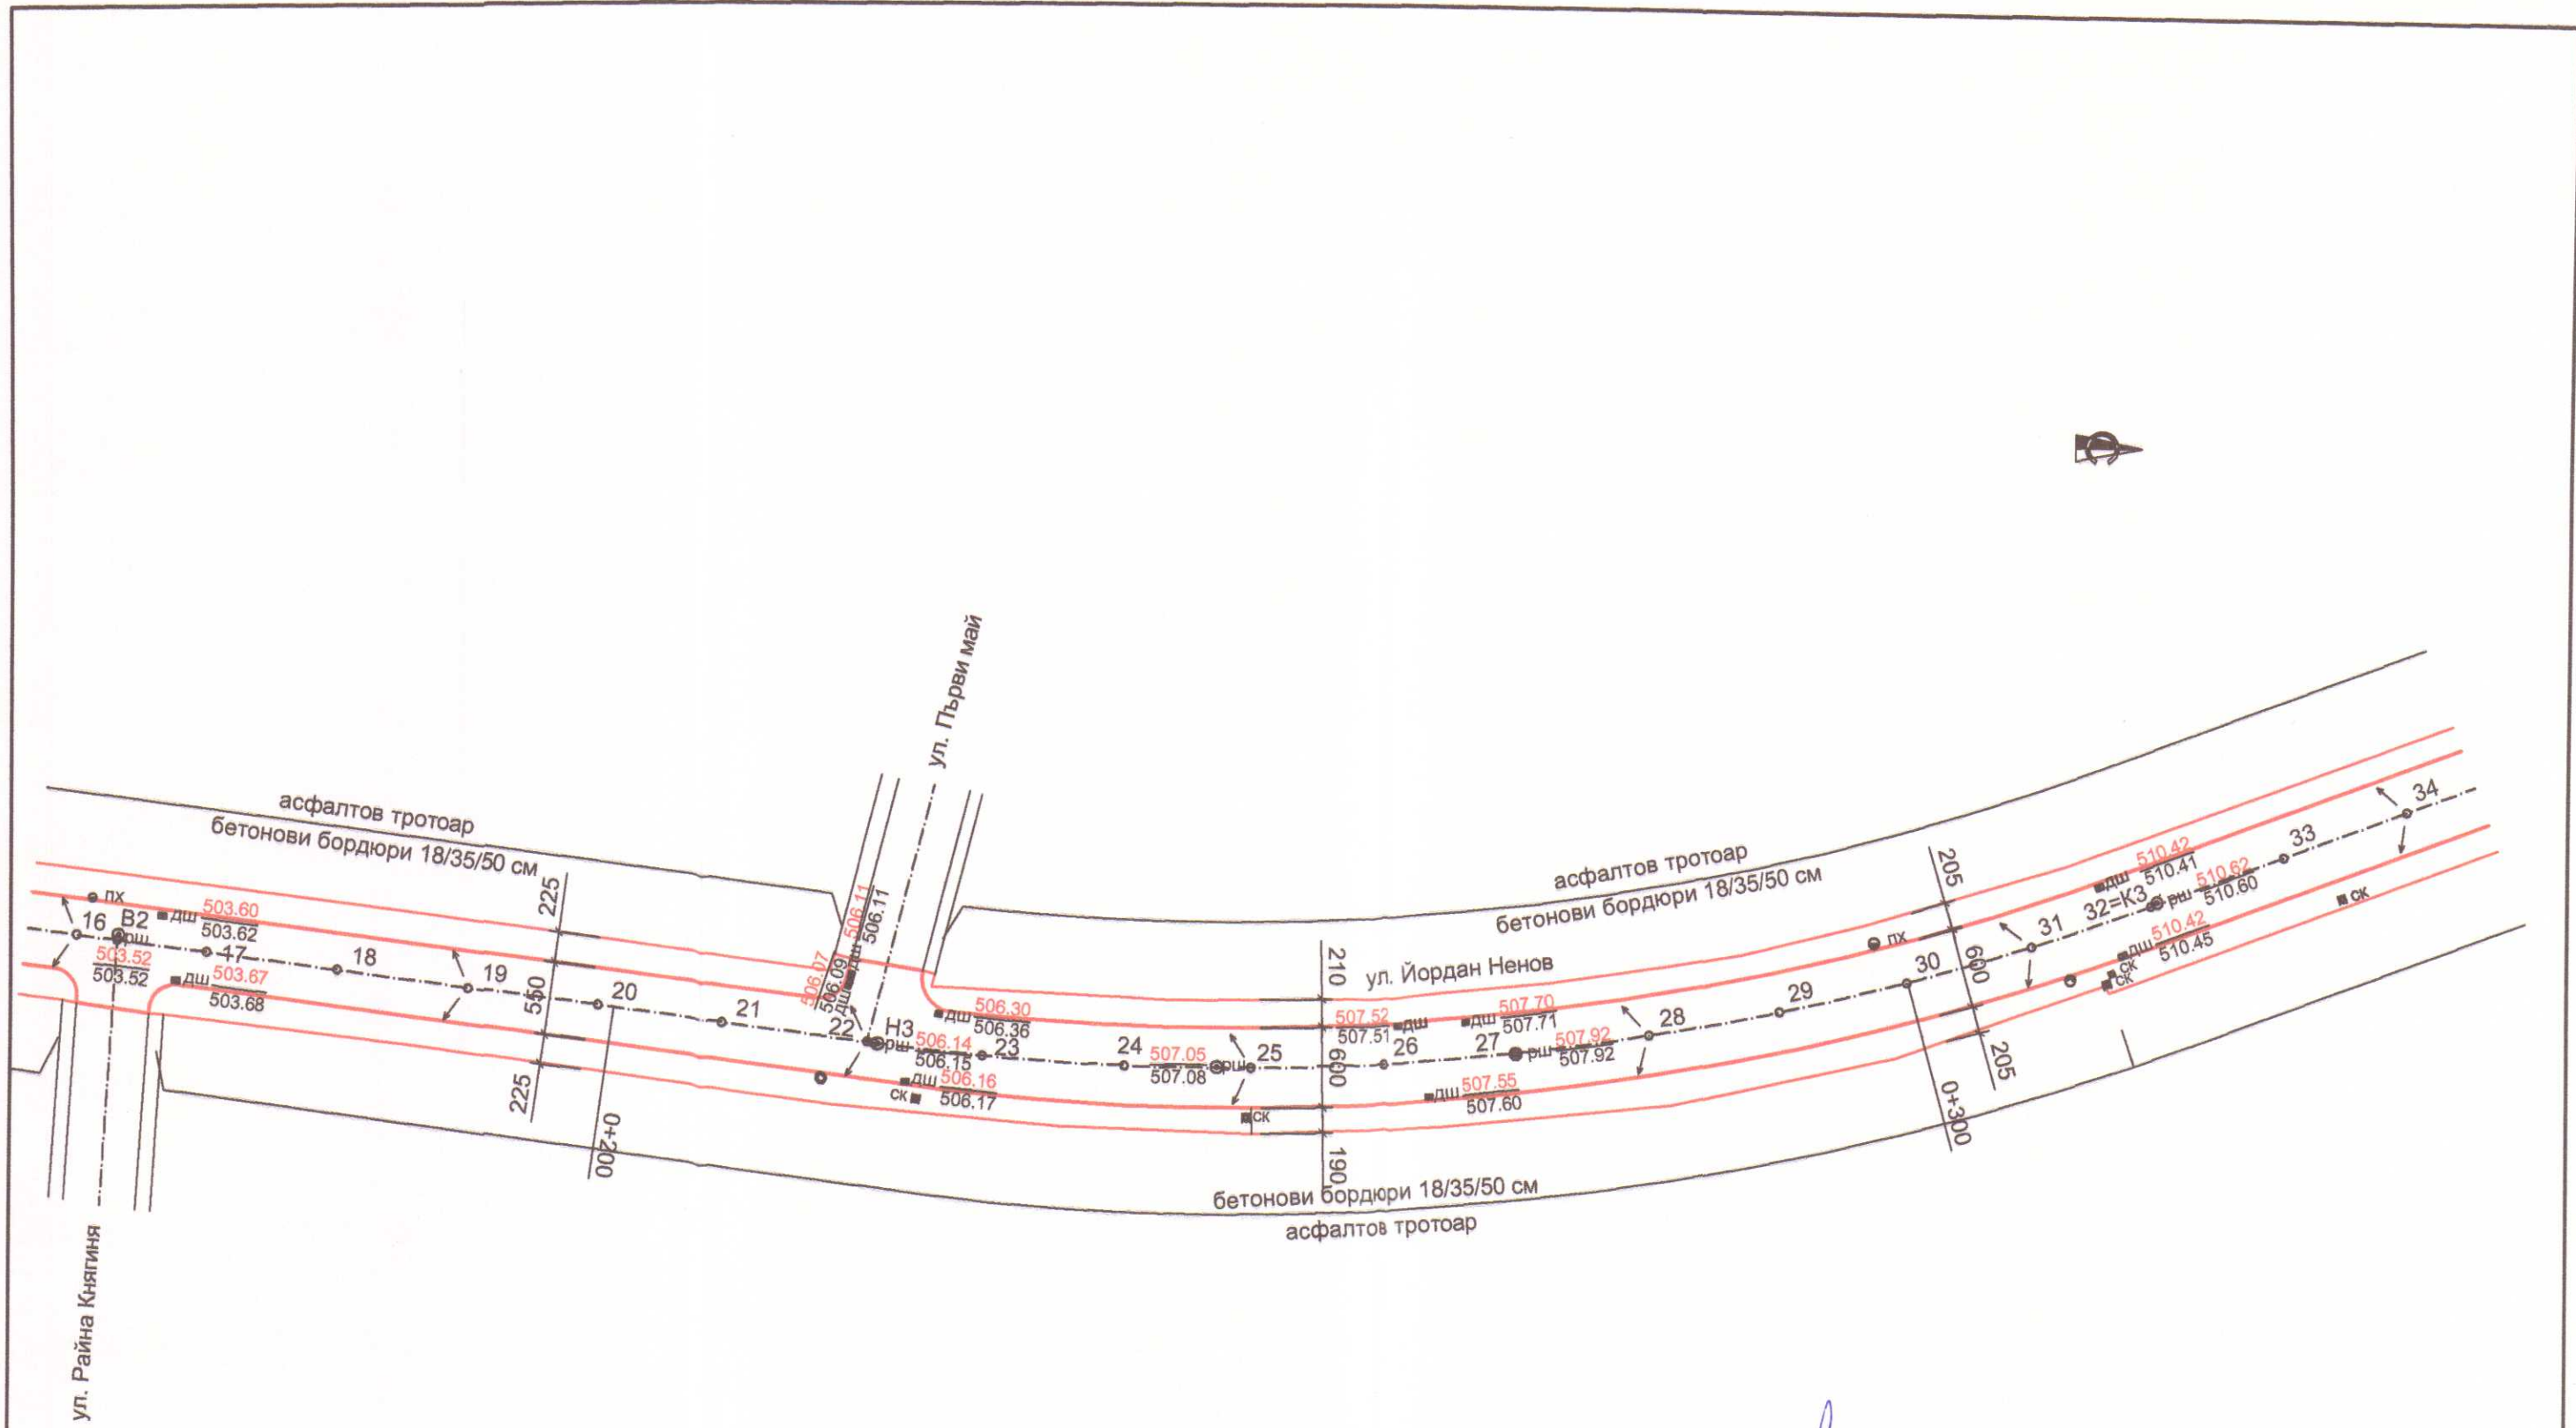 асфалтов тротоар
бетонови бордюри 18/35/50 см
225
550
225
0+200
пх
16
B2
рш
503.52
503.52
дш 503.60
503.62
17
18
дш 503.67
503.68
19
20
21
22
ул. Райна Княгиня
ул. Първи май
506.07
506.09
дш
506.11
506.11
дш
H3
рш 506.14
506.15
дш 506.30
506.36
23
дш 506.16
506.17
ск
24
507.05
507.08
рш
25
ск
210
600
190
ул. Йордан Ненов
асфалтов тротоар
бетонови бордюри 18/35/50 см
507.52
507.51
дш
26
дш 507.70
507.71
27
рш 507.92
507.92
28
дш 507.55
507.60
29
бетонови бордюри 18/35/50 см
асфалтов тротоар
пх
30
205
600
205
0+300
31
32=K3
дш 510.42
510.41
рш 510.62
510.60
дш 510.42
510.45
ск
ск
33
34
ск